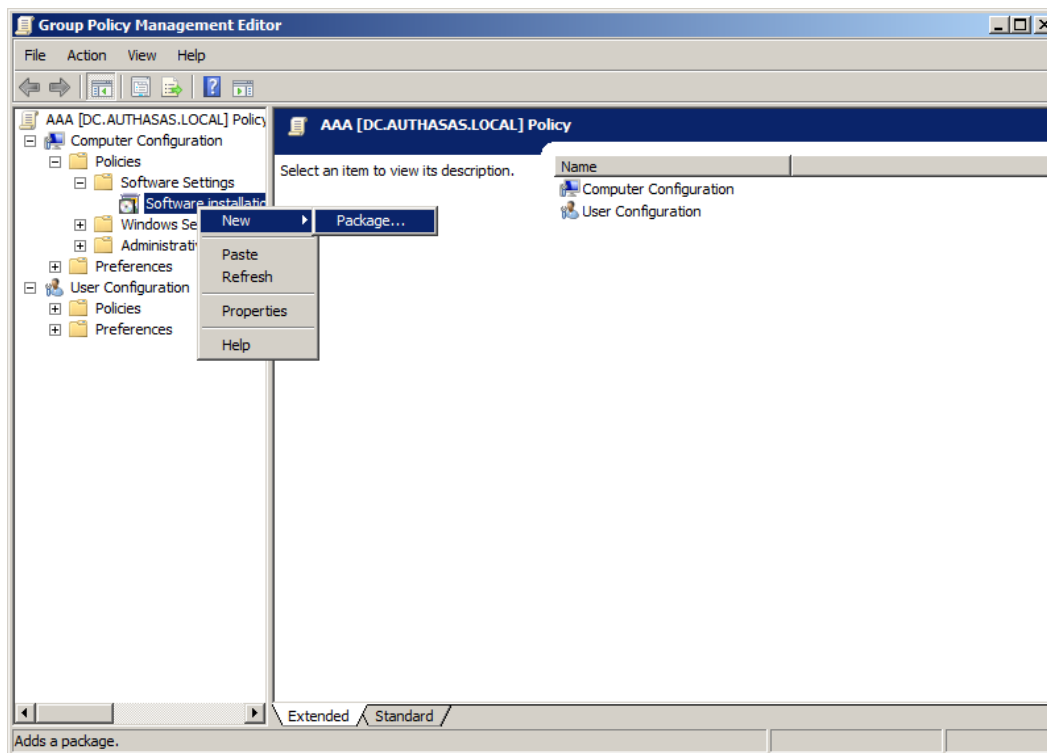 Group Policy Management Editor
File Action View Help
AAA [DC.AUTHASAS.LOCAL] Policy
Computer Configuration
Policies
Software Settings
Software installatio
Windows Se
Administrativ
Preferences
User Configuration
Policies
Preferences
New
Package...
Paste
Refresh
Properties
Help
AAA [DC.AUTHASAS.LOCAL] Policy
Select an item to view its description.
Name
Computer Configuration
User Configuration
Extended Standard
Adds a package.